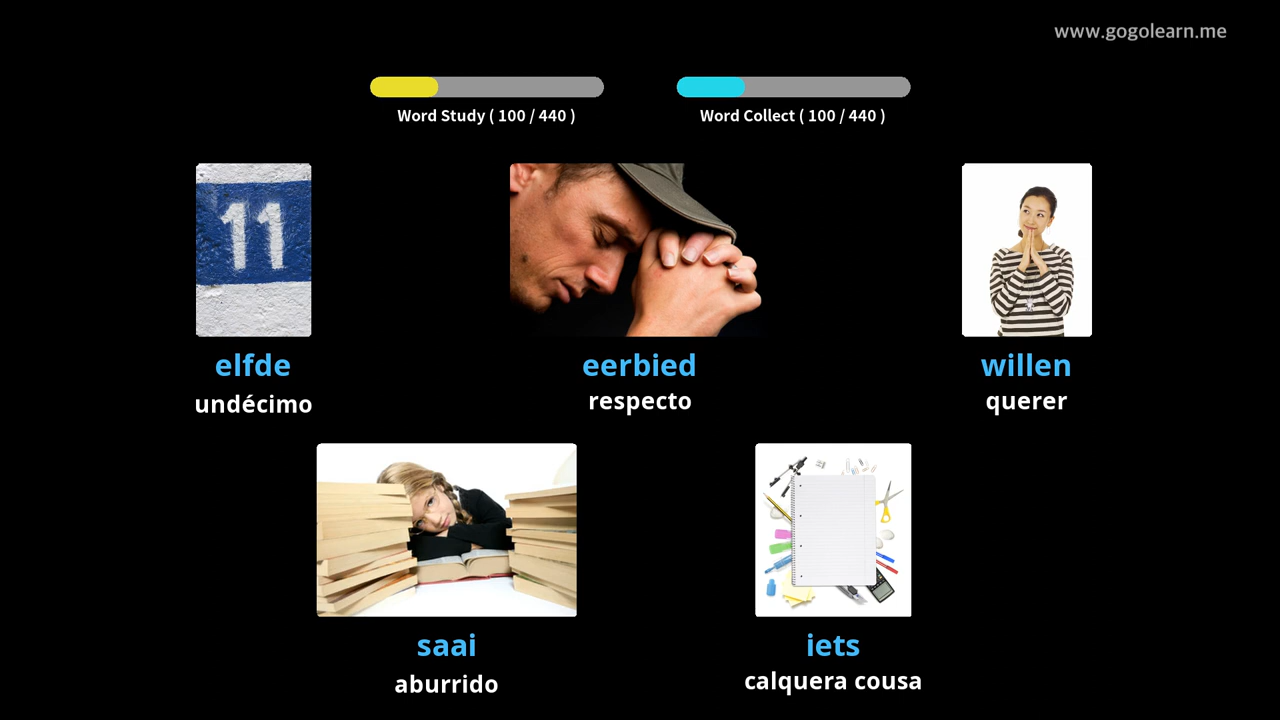 www.gogolearn.me
Word Study ( 100 / 440 )
Word Collect ( 100 / 440 )
11
elfde
undécimo
eerbied
respecto
willen
querer
saai
aburrido
iets
calquera cousa